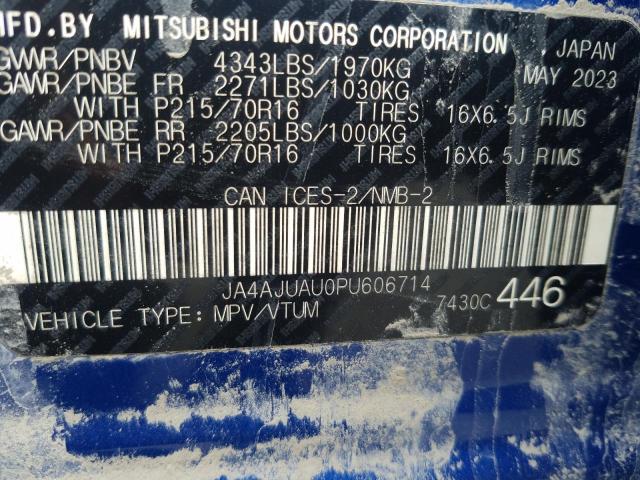 MFD.BY MITSUBISHI MOTORS CORPORATION JAPAN
GVWR/PNBV 4343LBS/1970KG MAY 2023
GAWR/PNBE FR 2271LBS/1030KG
WITH P215/70R16 TIRES 16X6.5J RIMS
GAWR/PNBE RR 2205LBS/1000KG
WITH P215/70R16 TIRES 16X6.5J RIMS
CAN ICES-2/NMB-2
JA4AJUAU0PU606714
VEHICLE TYPE: MPV/VTUM 7430C 446